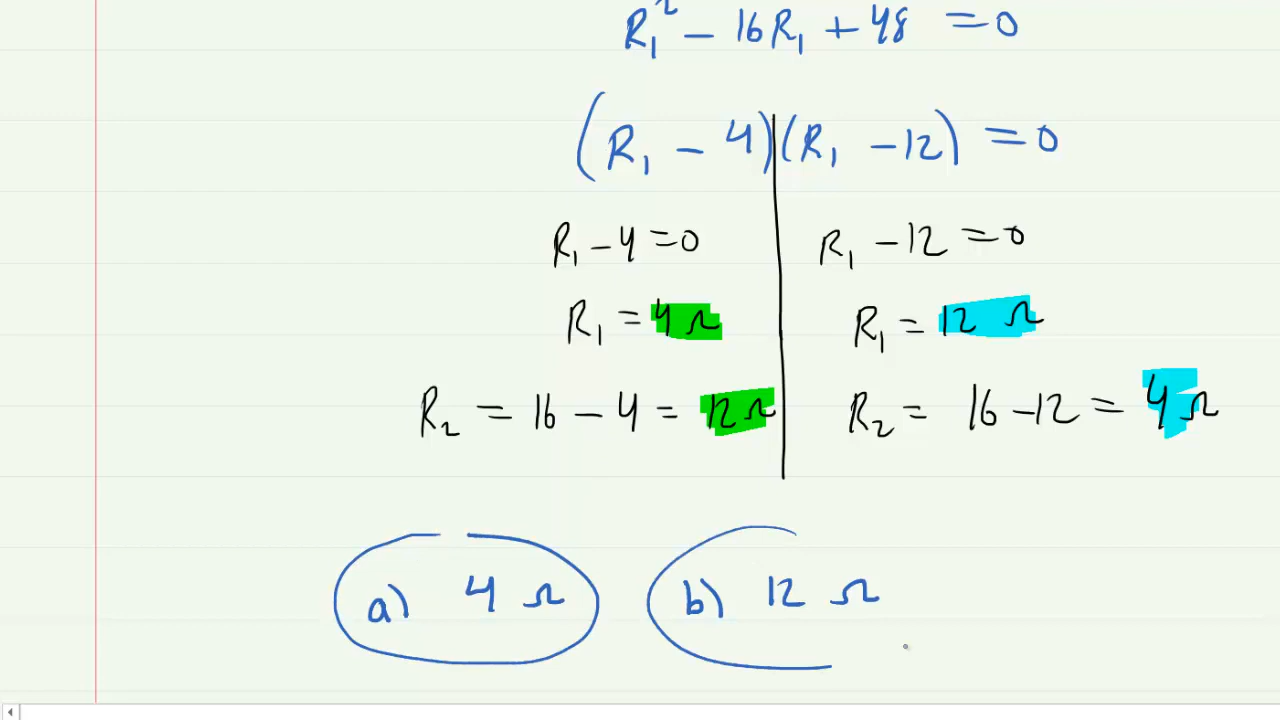 R₁² - 16R₁ + 48 = 0
(R₁ - 4)(R₁ - 12) = 0
R₁ - 4 = 0
R₁ = 4 Ω
R₂ = 16 - 4 = 12 Ω
R₁ - 12 = 0
R₁ = 12 Ω
R₂ = 16 - 12 = 4 Ω
a) 4 Ω
b) 12 Ω